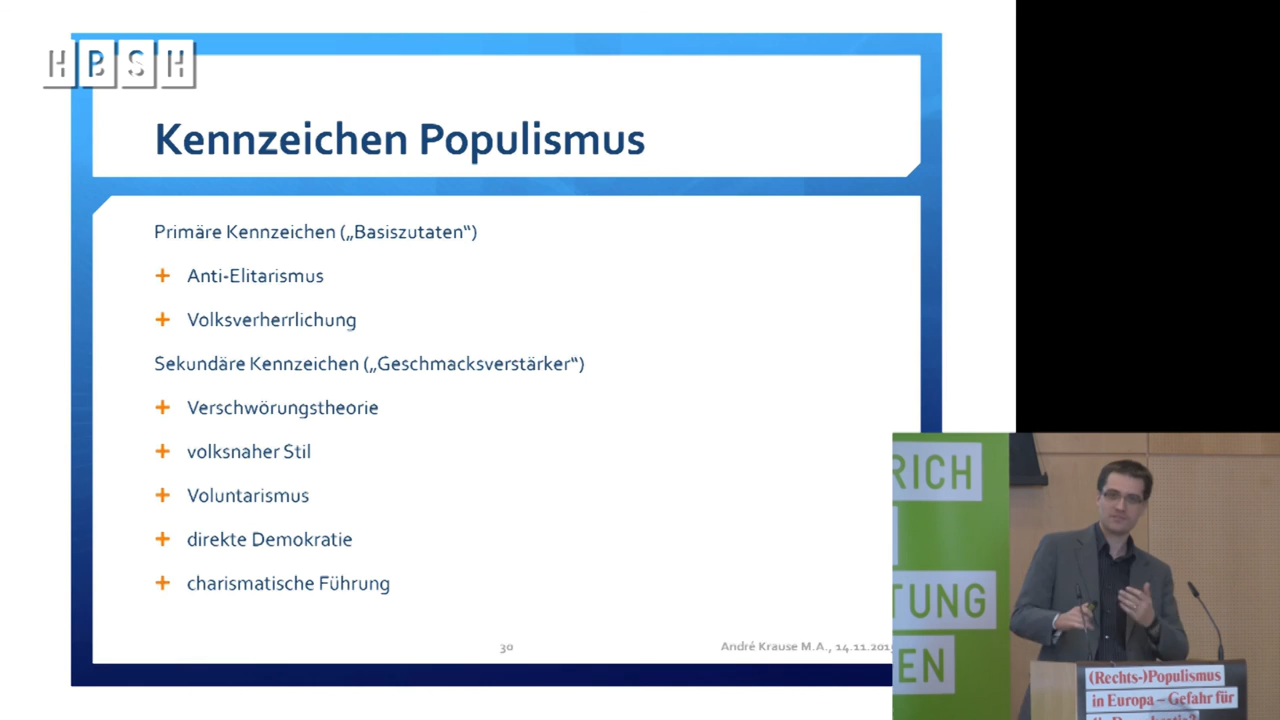 HBSH
Kennzeichen Populismus
Primäre Kennzeichen („Basiszutaten“)
+ Anti-Elitarismus
+ Volksverherrlichung
Sekundäre Kennzeichen („Geschmacksverstärker“)
+ Verschwörungstheorie
+ volksnaher Stil
+ Voluntarismus
+ direkte Demokratie
+ charismatische Führung
30
André Krause M.A., 14.11.201
RICH
TUNG
EN
(Rechts-)Populismus
in Europa – Gefahr für